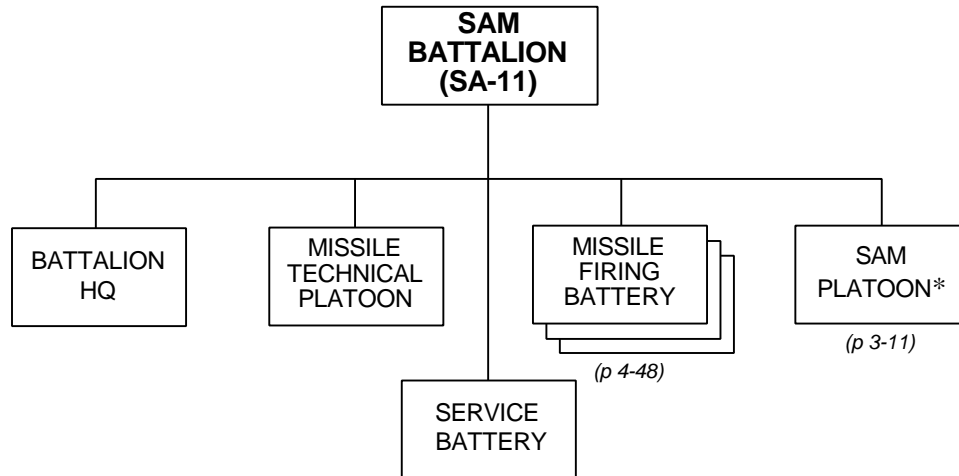 SAM
BATTALION
(SA-11)
BATTALION
HQ
MISSILE
TECHNICAL
PLATOON
MISSILE
FIRING
BATTERY
(p 4-48)
SAM
PLATOON*
(p 3-11)
SERVICE
BATTERY